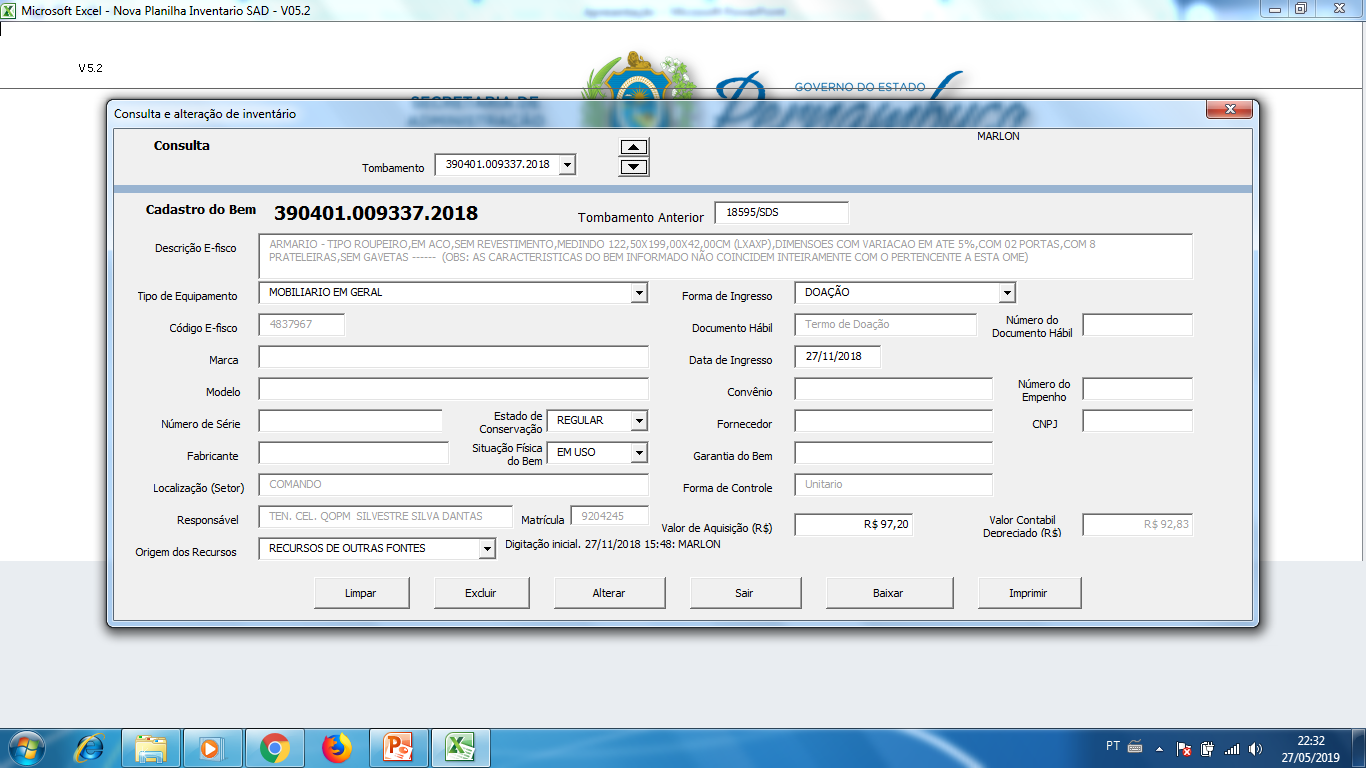 Microsoft Excel - Nova Planilha Inventario SAD - V05.2
V 5.2
GOVERNO DO ESTADO
Pernambuco
SECRETARIA DE
ADMINISTRAÇÃO
Consulta e alteração de inventário
Consulta
MARLON
Tombamento 390401.009337.2018
Cadastro do Bem 390401.009337.2018 Tombamento Anterior 18595/SDS
Descrição E-fisco ARMARIO - TIPO ROUPEIRO,EM ACO,SEM REVESTIMENTO,MEDINDO 122,50X199,00X42,00CM (LXAXP),DIMENSOES COM VARIACAO EM ATE 5%,COM 02 PORTAS,COM 8
PRATELEIRAS,SEM GAVETAS ------ (OBS: AS CARACTERISTICAS DO BEM INFORMADO NÃO COINCIDEM INTEIRAMENTE COM O PERTENCENTE A ESTA OME)
Tipo de Equipamento MOBILIARIO EM GERAL Forma de Ingresso DOAÇÃO
Código E-fisco 4837967 Documento Hábil Termo de Doação Número do
Documento Hábil
Marca Data de Ingresso 27/11/2018
Modelo Convênio Número do
Empenho
Número de Série Estado de
Conservação REGULAR Fornecedor CNPJ
Fabricante Situação Física
do Bem EM USO Garantia do Bem
Localização (Setor) COMANDO Forma de Controle Unitario
Responsável TEN. CEL. QOPM SILVESTRE SILVA DANTAS Matrícula 9204245 Valor de Aquisição (R$) R$ 97,20 Valor Contabil
Depreciado (R$) R$ 92,83
Origem dos Recursos RECURSOS DE OUTRAS FONTES Digitação inicial. 27/11/2018 15:48: MARLON
Limpar Excluir Alterar Sair Baixar Imprimir
PT 22:32
27/05/2019